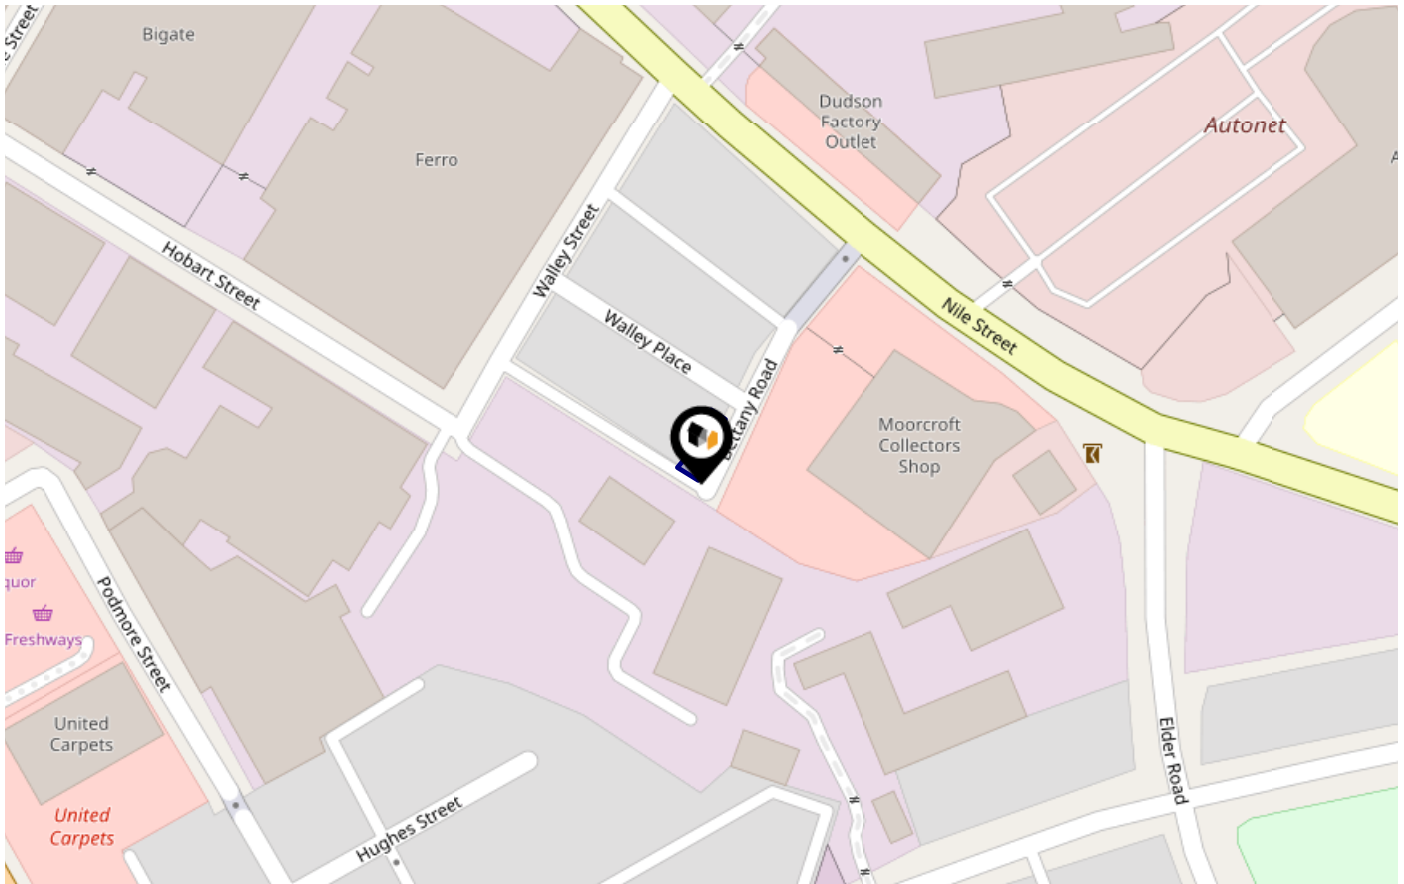 e Street
Bigate
Ferro
Dudson
Factory
Outlet
Autonet
Hobart Street
Walley Street
Walley Place
Nile Street
Road
Moorcroft
Collectors
Shop
quor
Freshways
Podmore Street
United
Carpets
United
Carpets
Hughes Street
Elder Road